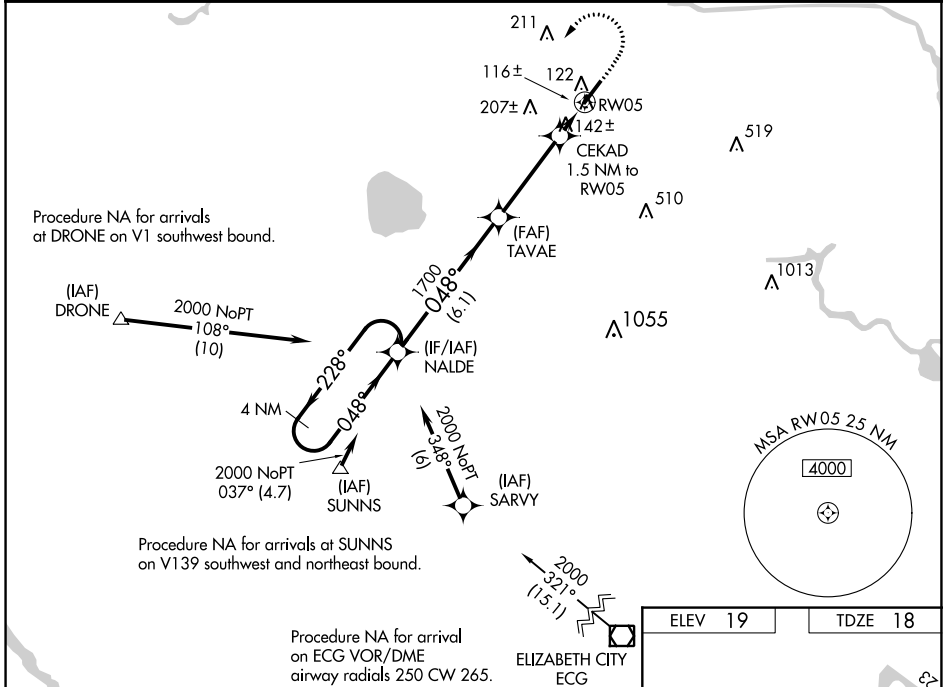 211
116±
122
RW05
207±
142±
CEKAD
1.5 NM to
RW05
519
510
(FAF)
TAVAE
Procedure NA for arrivals
at DRONE on V1 southwest bound.
1013
1700
048°
(6.1)
(IAF)
DRONE
2000 NoPT
108°
(10)
1055
(IF/IAF)
NALDE
228°
048°
4 NM
2000 NoPT
037° (4.7)
(IAF)
SUNNS
2000 NoPT
348°
(6)
(IAF)
SARVY
MSA RW05 25 NM
4000
Procedure NA for arrivals at SUNNS
on V139 southwest and northeast bound.
2000
321°
(15.1)
ELEV 19
TDZE 18
Procedure NA for arrival
on ECG VOR/DME
airway radials 250 CW 265.
ELIZABETH CITY
ECG
23